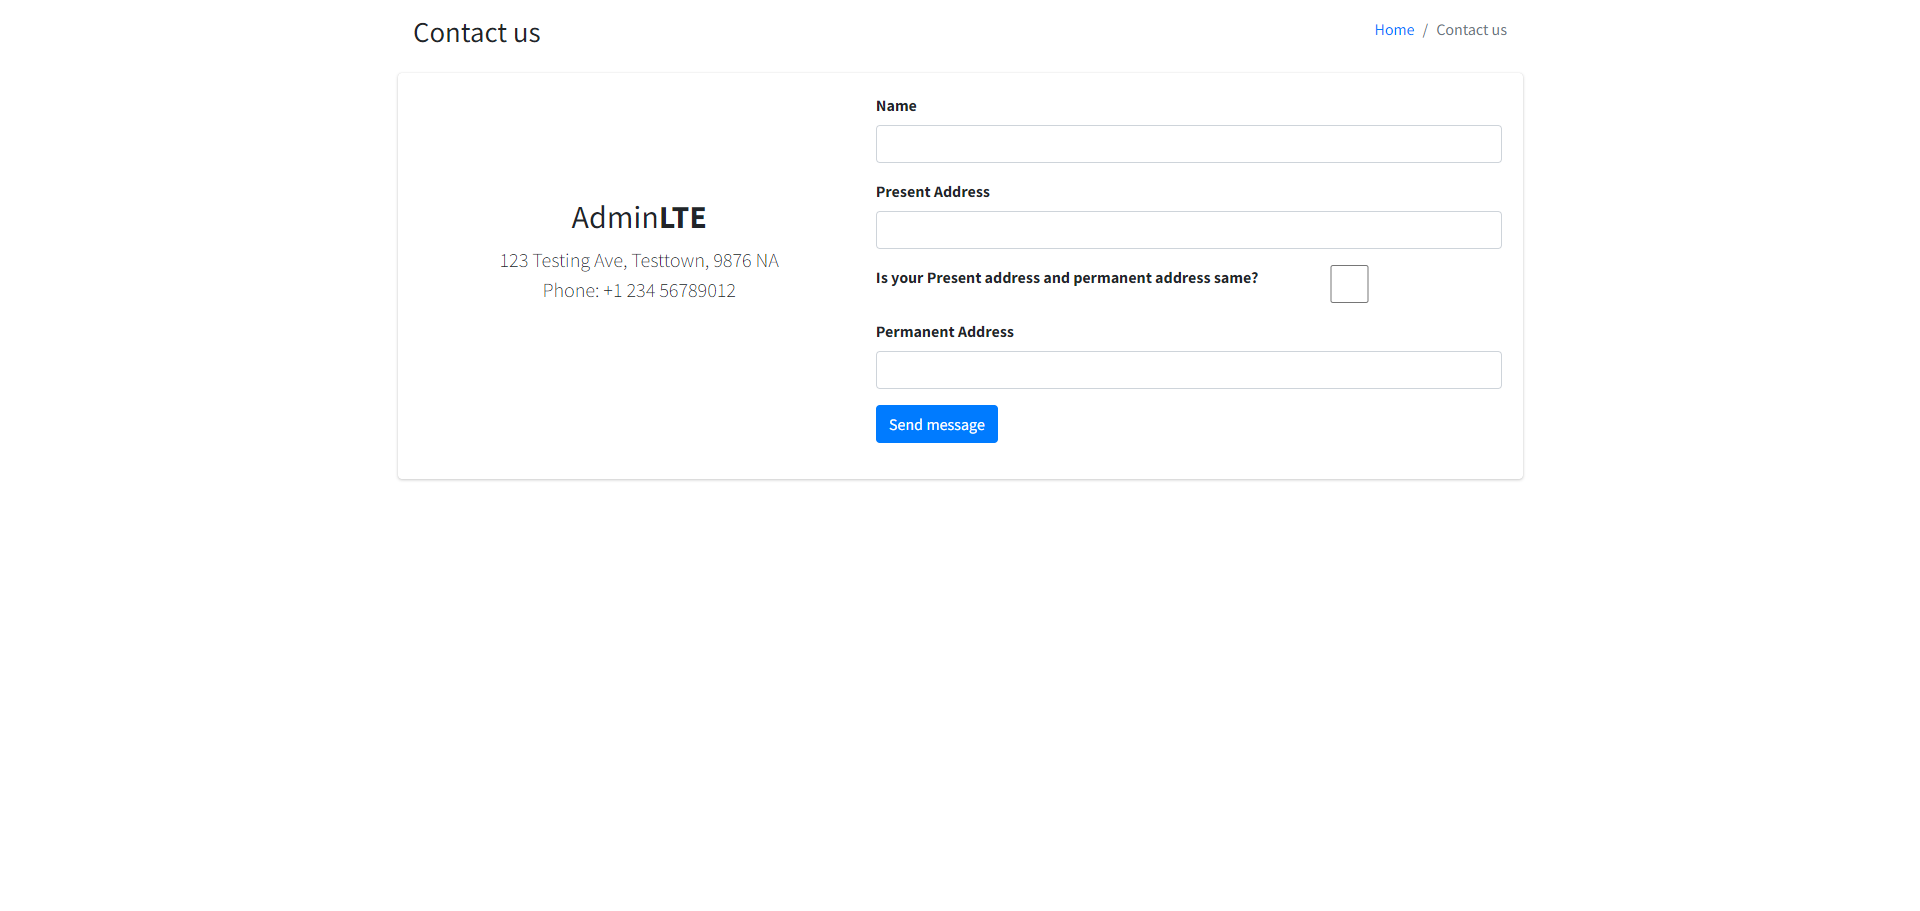 Contact us
Home / Contact us
AdminLTE
123 Testing Ave, Testtown, 9876 NA
Phone: +1 234 56789012
Name
Present Address
Is your Present address and permanent address same?
Permanent Address
Send message